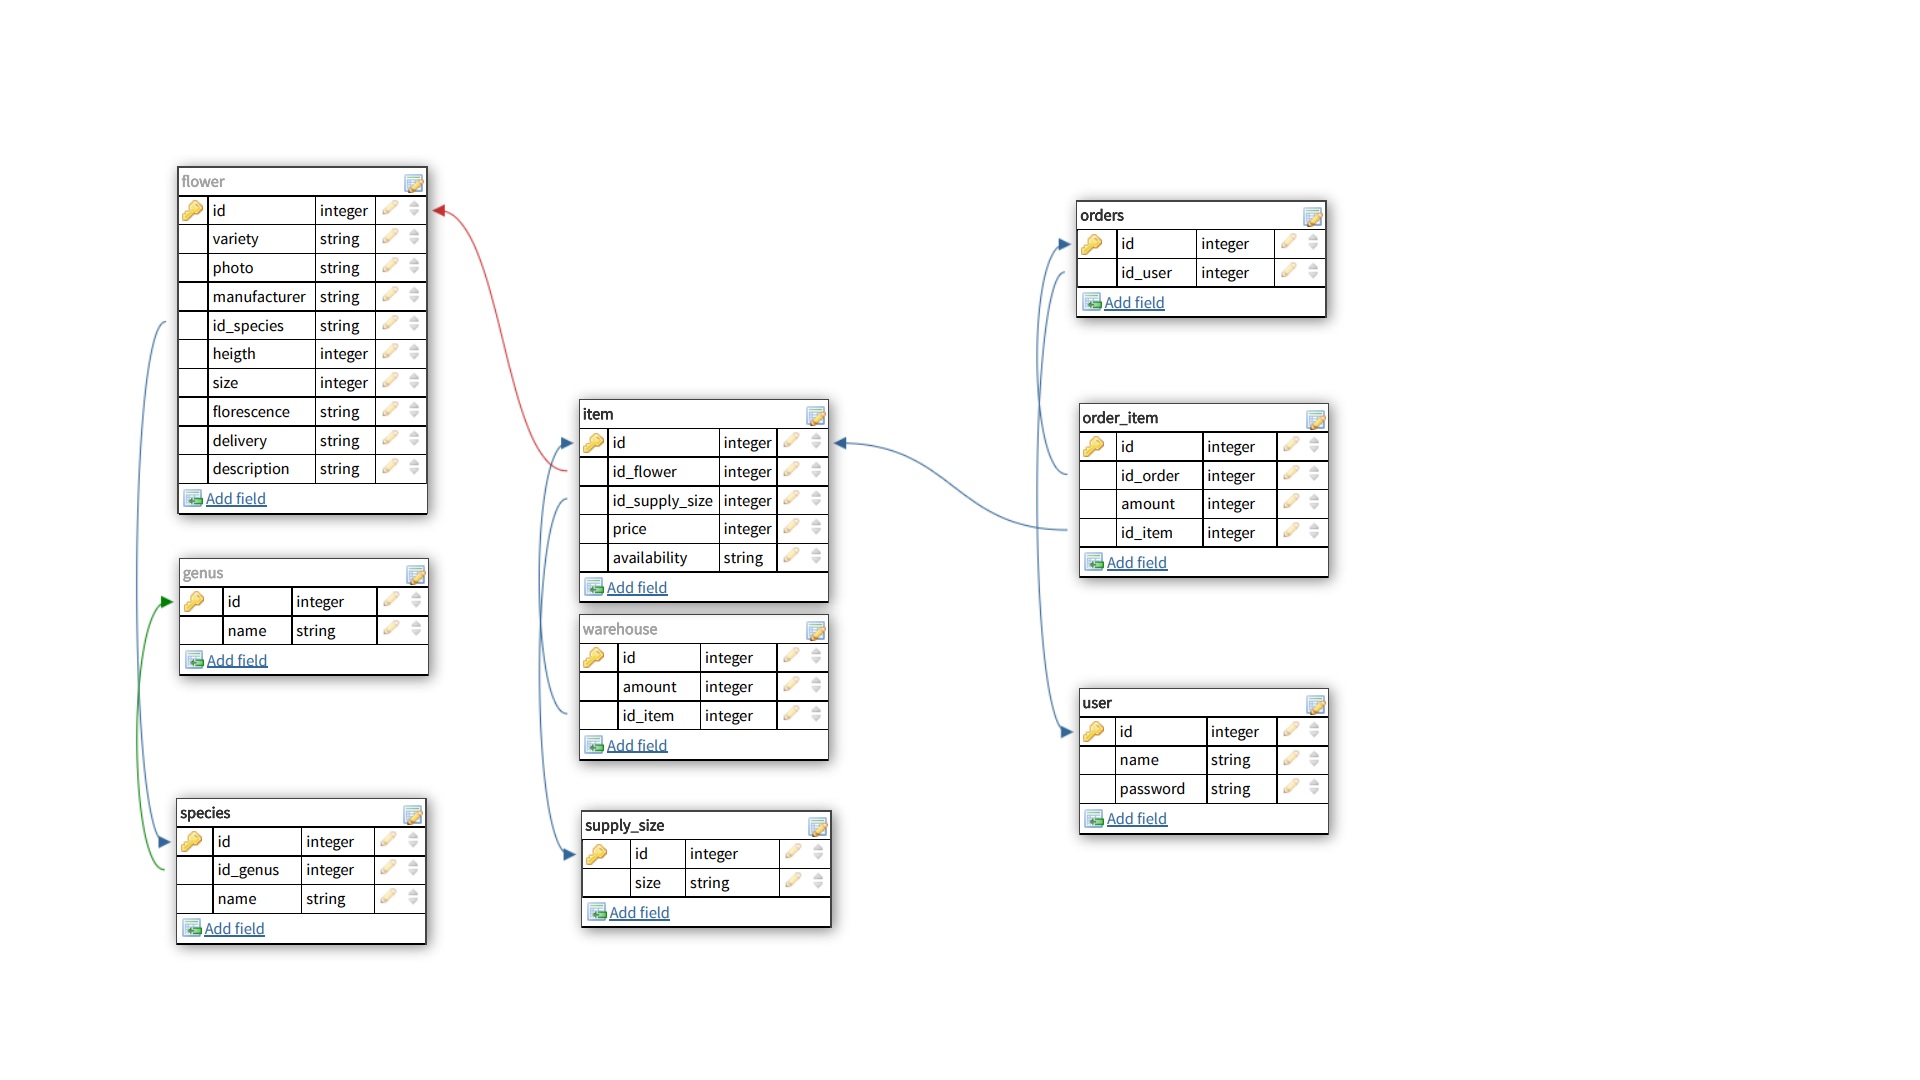 flower
id integer
variety string
photo string
manufacturer string
id_species string
heigth integer
size integer
florescence string
delivery string
description string
Add field
genus
id integer
name string
Add field
species
id integer
id_genus integer
name string
Add field
item
id integer
id_flower integer
id_supply_size integer
price integer
availability string
Add field
warehouse
id integer
amount integer
id_item integer
Add field
supply_size
id integer
size string
Add field
orders
id integer
id_user integer
Add field
order_item
id integer
id_order integer
amount integer
id_item integer
Add field
user
id integer
name string
password string
Add field